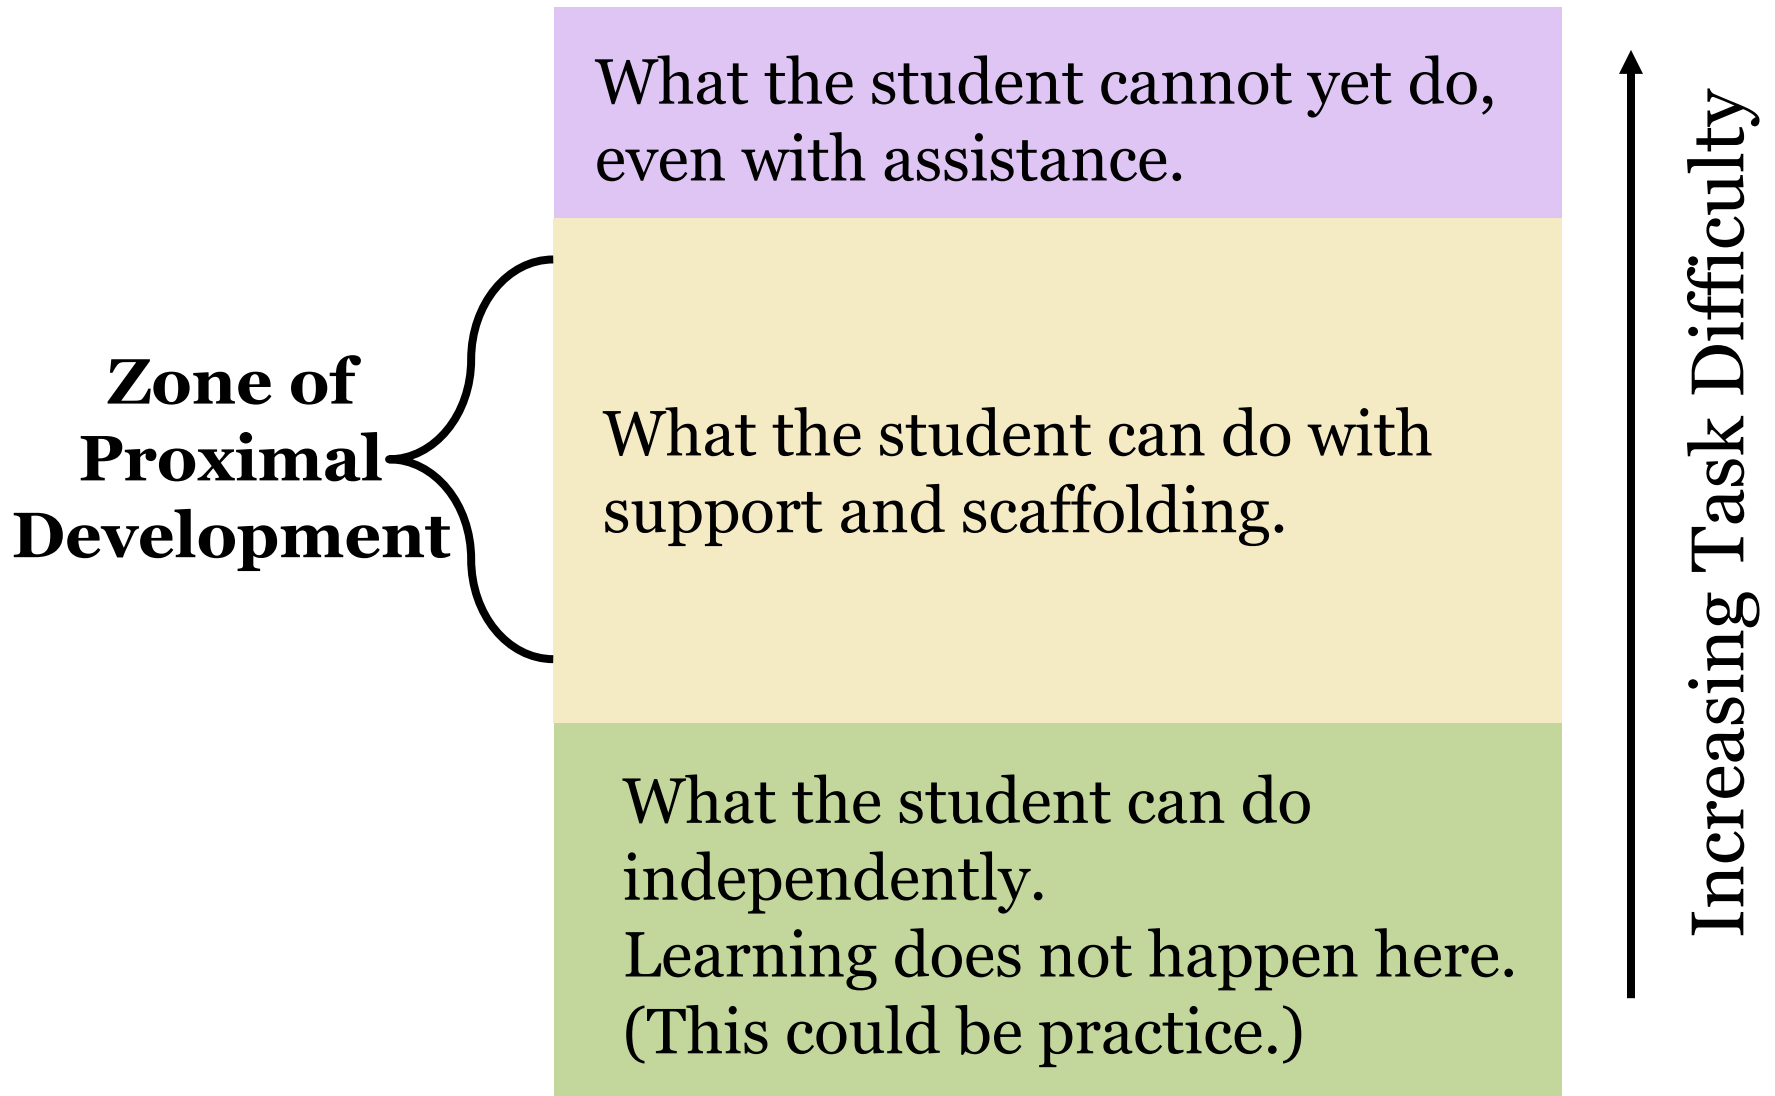 What the student cannot yet do,
even with assistance.
Zone of
Proximal
Development
What the student can do with
support and scaffolding.
What the student can do
independently.
Learning does not happen here.
(This could be practice.)
Increasing Task Difficulty